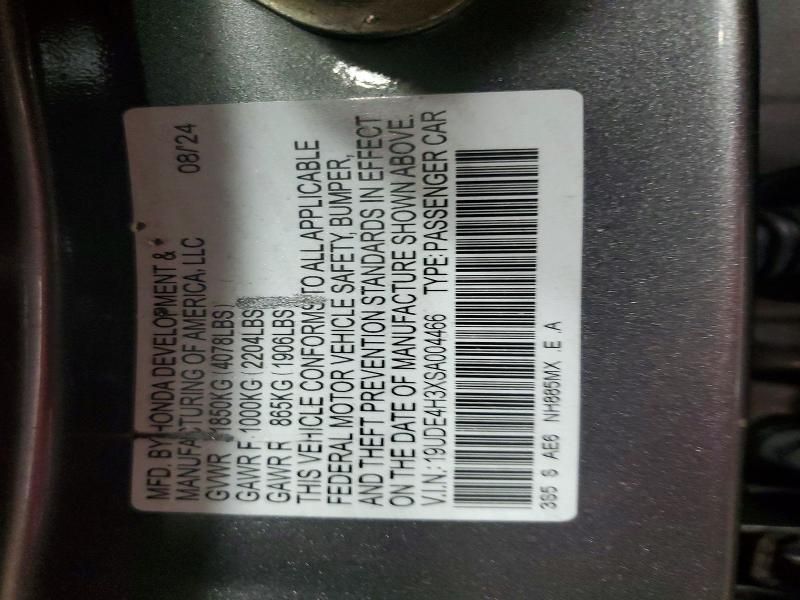 MFD. BY HONDA DEVELOPMENT & 08/24
MANUFACTURING OF AMERICA, LLC
GVWR 1850KG (4078LBS)
GAWR F 1000KG (2204LBS)
GAWR R 865KG (1906LBS)
THIS VEHICLE CONFORMS TO ALL APPLICABLE
FEDERAL MOTOR VEHICLE SAFETY, BUMPER,
AND THEFT PREVENTION STANDARDS IN EFFECT
ON THE DATE OF MANUFACTURE SHOWN ABOVE.
V.I.N.: 19UDE4H3XSA004466 TYPE: PASSENGER CAR
3S5 S AE6 NH885MX .E .A